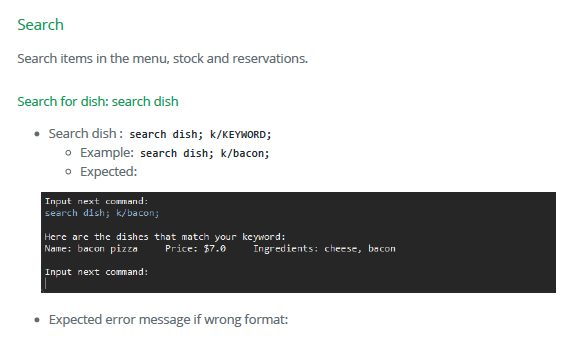 Search
Search items in the menu, stock and reservations.
Search for dish: search dish
Search dish : search dish; k/KEYWORD;
Example: search dish; k/bacon;
Expected:
Input next command:
search dish; k/bacon;
Here are the dishes that match your keyword:
Name: bacon pizza Price: $7.0 Ingredients: cheese, bacon
Input next command:
Expected error message if wrong format: